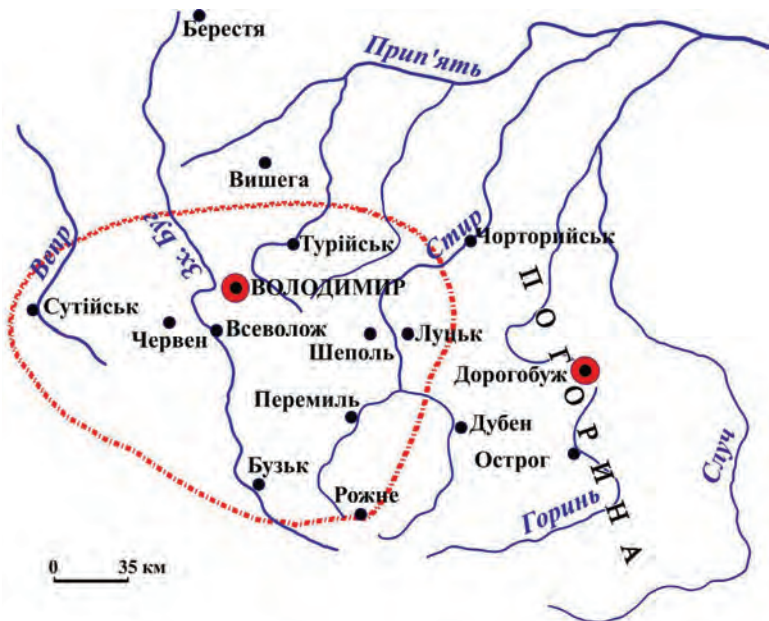 Берестя
Прип'ять
Вишега
Вепр
Зх. Буг
Турійськ
Стир
Чорторийськ
ВОЛОДИМИР
Сутійськ
Червен
Всеволож
Шеполь
Луцьк
ПОГОРИНА
Дорогобуж
Перемиль
Дубен
Острог
Бузьк
Рожне
Горинь
Случ
0 35 км